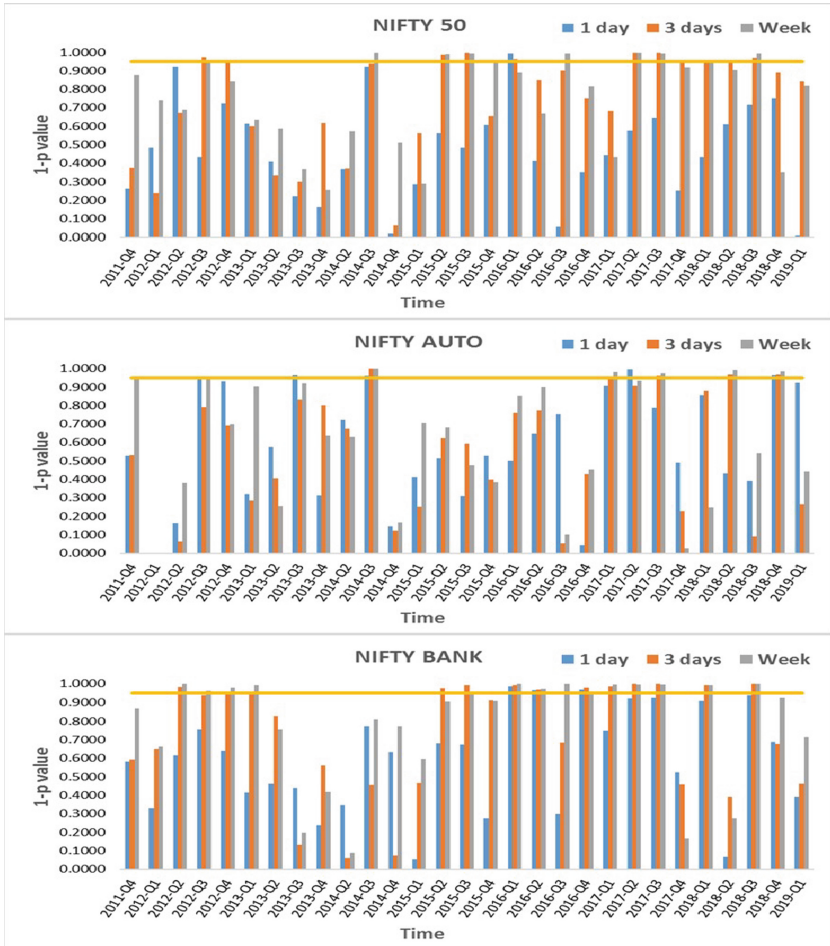 NIFTY 50
1 day 3 days Week
1-p value
1.0000
0.9000
0.8000
0.7000
0.6000
0.5000
0.4000
0.3000
0.2000
0.1000
0.0000
2011-Q4 2012-Q1 2012-Q2 2012-Q3 2012-Q4 2013-Q1 2013-Q2 2013-Q3 2013-Q4 2014-Q2 2014-Q3 2014-Q4 2015-Q1 2015-Q2 2015-Q3 2015-Q4 2016-Q1 2016-Q2 2016-Q3 2016-Q4 2017-Q1 2017-Q2 2017-Q3 2017-Q4 2018-Q1 2018-Q2 2018-Q3 2018-Q4 2019-Q1
Time
NIFTY AUTO
1 day 3 days Week
1-p value
1.0000
0.9000
0.8000
0.7000
0.6000
0.5000
0.4000
0.3000
0.2000
0.1000
0.0000
2011-Q4 2012-Q1 2012-Q2 2012-Q3 2012-Q4 2013-Q1 2013-Q2 2013-Q3 2013-Q4 2014-Q2 2014-Q3 2014-Q4 2015-Q1 2015-Q2 2015-Q3 2015-Q4 2016-Q1 2016-Q2 2016-Q3 2016-Q4 2017-Q1 2017-Q2 2017-Q3 2017-Q4 2018-Q1 2018-Q2 2018-Q3 2018-Q4 2019-Q1
Time
NIFTY BANK
1 day 3 days Week
1-p value
1.0000
0.9000
0.8000
0.7000
0.6000
0.5000
0.4000
0.3000
0.2000
0.1000
0.0000
2011-Q4 2012-Q1 2012-Q2 2012-Q3 2012-Q4 2013-Q1 2013-Q2 2013-Q3 2013-Q4 2014-Q2 2014-Q3 2014-Q4 2015-Q1 2015-Q2 2015-Q3 2015-Q4 2016-Q1 2016-Q2 2016-Q3 2016-Q4 2017-Q1 2017-Q2 2017-Q3 2017-Q4 2018-Q1 2018-Q2 2018-Q3 2018-Q4 2019-Q1
Time